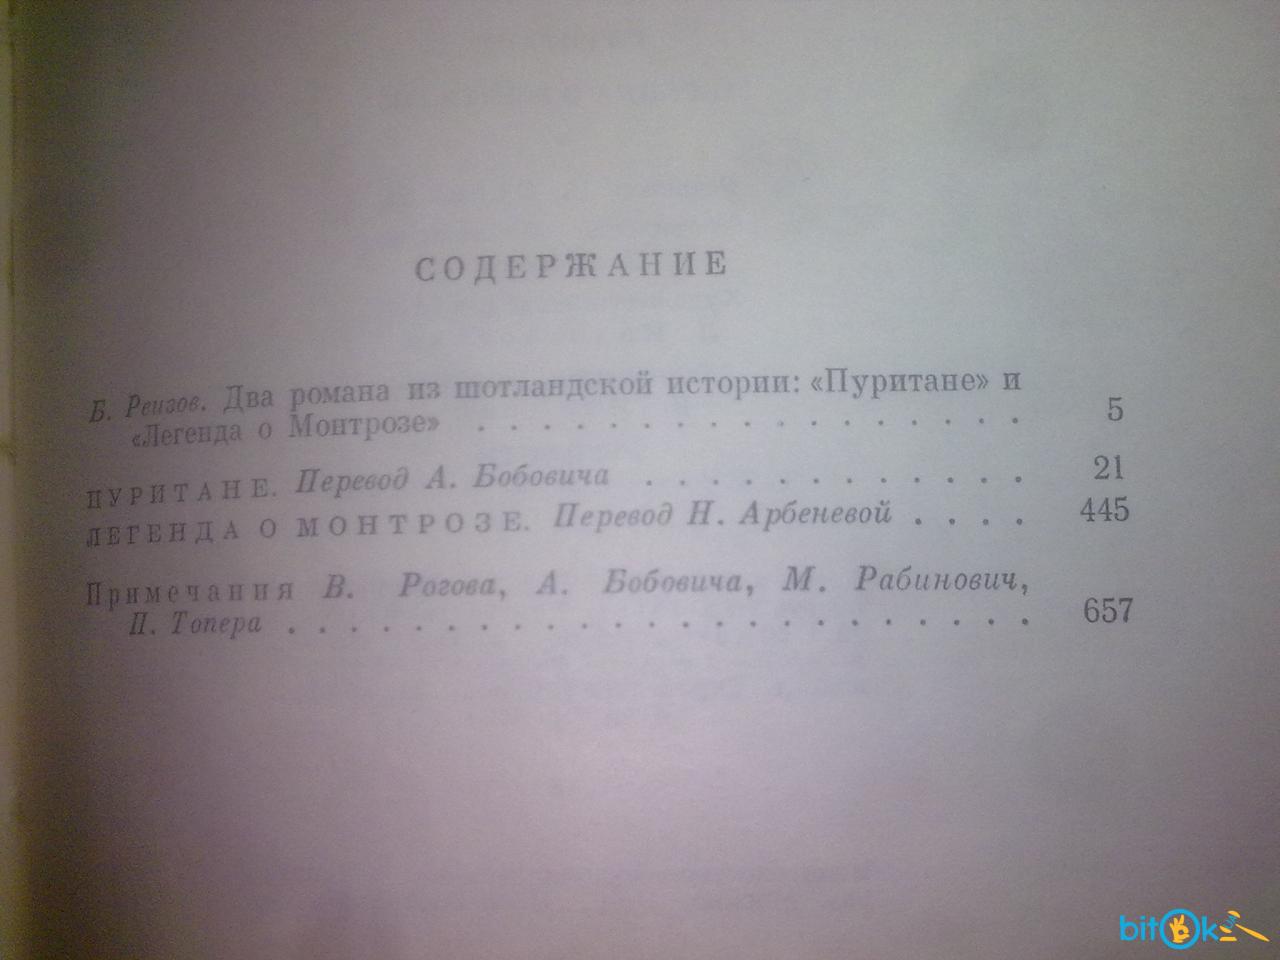 СОДЕРЖАНИЕ
Б. Реизов. Два романа из шотландской истории: «Пуритане» и
«Легенда о Монтрозе» . . . . . . . . . . . . . . . . . . 5
ПУРИТАНЕ. Перевод А. Бобовича . . . . . . . . . . . . 21
ЛЕГЕНДА О МОНТРОЗЕ. Перевод Н. Арбеневой . . . . 445
Примечания В. Рогова, А. Бобовича, М. Рабинович,
П. Топера . . . . . . . . . . . . . . . . . . . . . . . . 657
bitOk